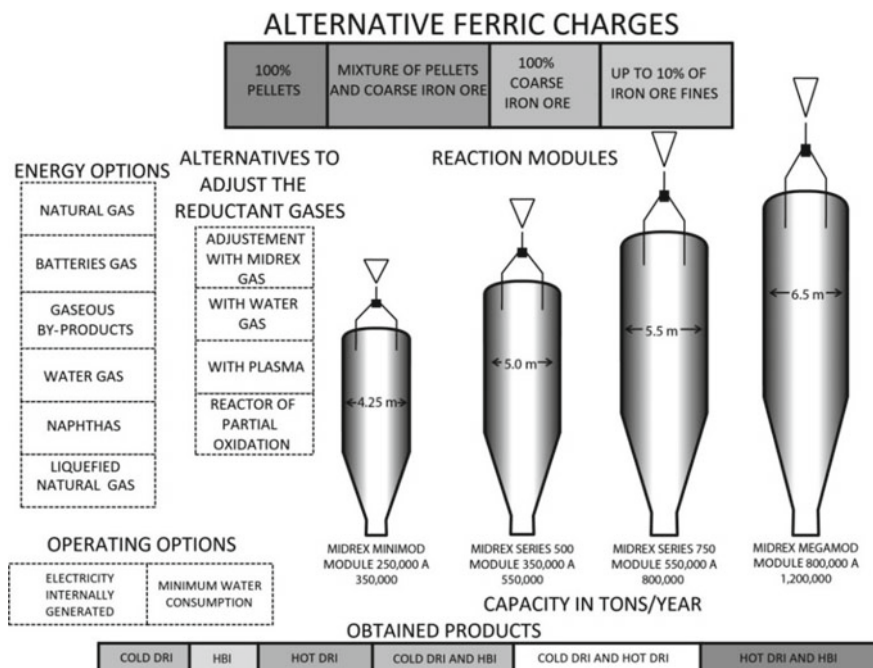 ALTERNATIVE FERRIC CHARGES
100%
PELLETS
MIXTURE OF PELLETS
AND COARSE IRON ORE
100%
COARSE
IRON ORE
UP TO 10% OF
IRON ORE FINES
ENERGY OPTIONS
NATURAL GAS
BATTERIES GAS
GASEOUS
BY-PRODUCTS
WATER GAS
NAPHTHAS
LIQUEFIED
NATURAL GAS
ALTERNATIVES TO
ADJUST THE
REDUCTANT GASES
ADJUSTEMENT
WITH MIDREX
GAS
WITH WATER
GAS
WITH PLASMA
REACTOR OF
PARTIAL
OXIDATION
REACTION MODULES
4.25 m
5.0 m
5.5 m
6.5 m
MIDREX MINIMOD
MODULE 250,000 A
350,000
MIDREX SERIES 500
MODULE 350,000 A
550,000
MIDREX SERIES 750
MODULE 550,000 A
800,000
MIDREX MEGAMOD
MODULE 800,000 A
1,200,000
CAPACITY IN TONS/YEAR
OPERATING OPTIONS
ELECTRICITY
INTERNALLY
GENERATED
MINIMUM WATER
CONSUMPTION
OBTAINED PRODUCTS
COLD DRI
HBI
HOT DRI
COLD DRI AND HBI
COLD DRI AND HOT DRI
HOT DRI AND HBI